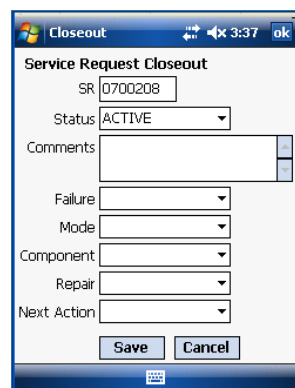 Closeout 3:37 ok
Service Request Closeout
SR 0700208
Status ACTIVE
Comments
Failure
Mode
Component
Repair
Next Action
Save Cancel